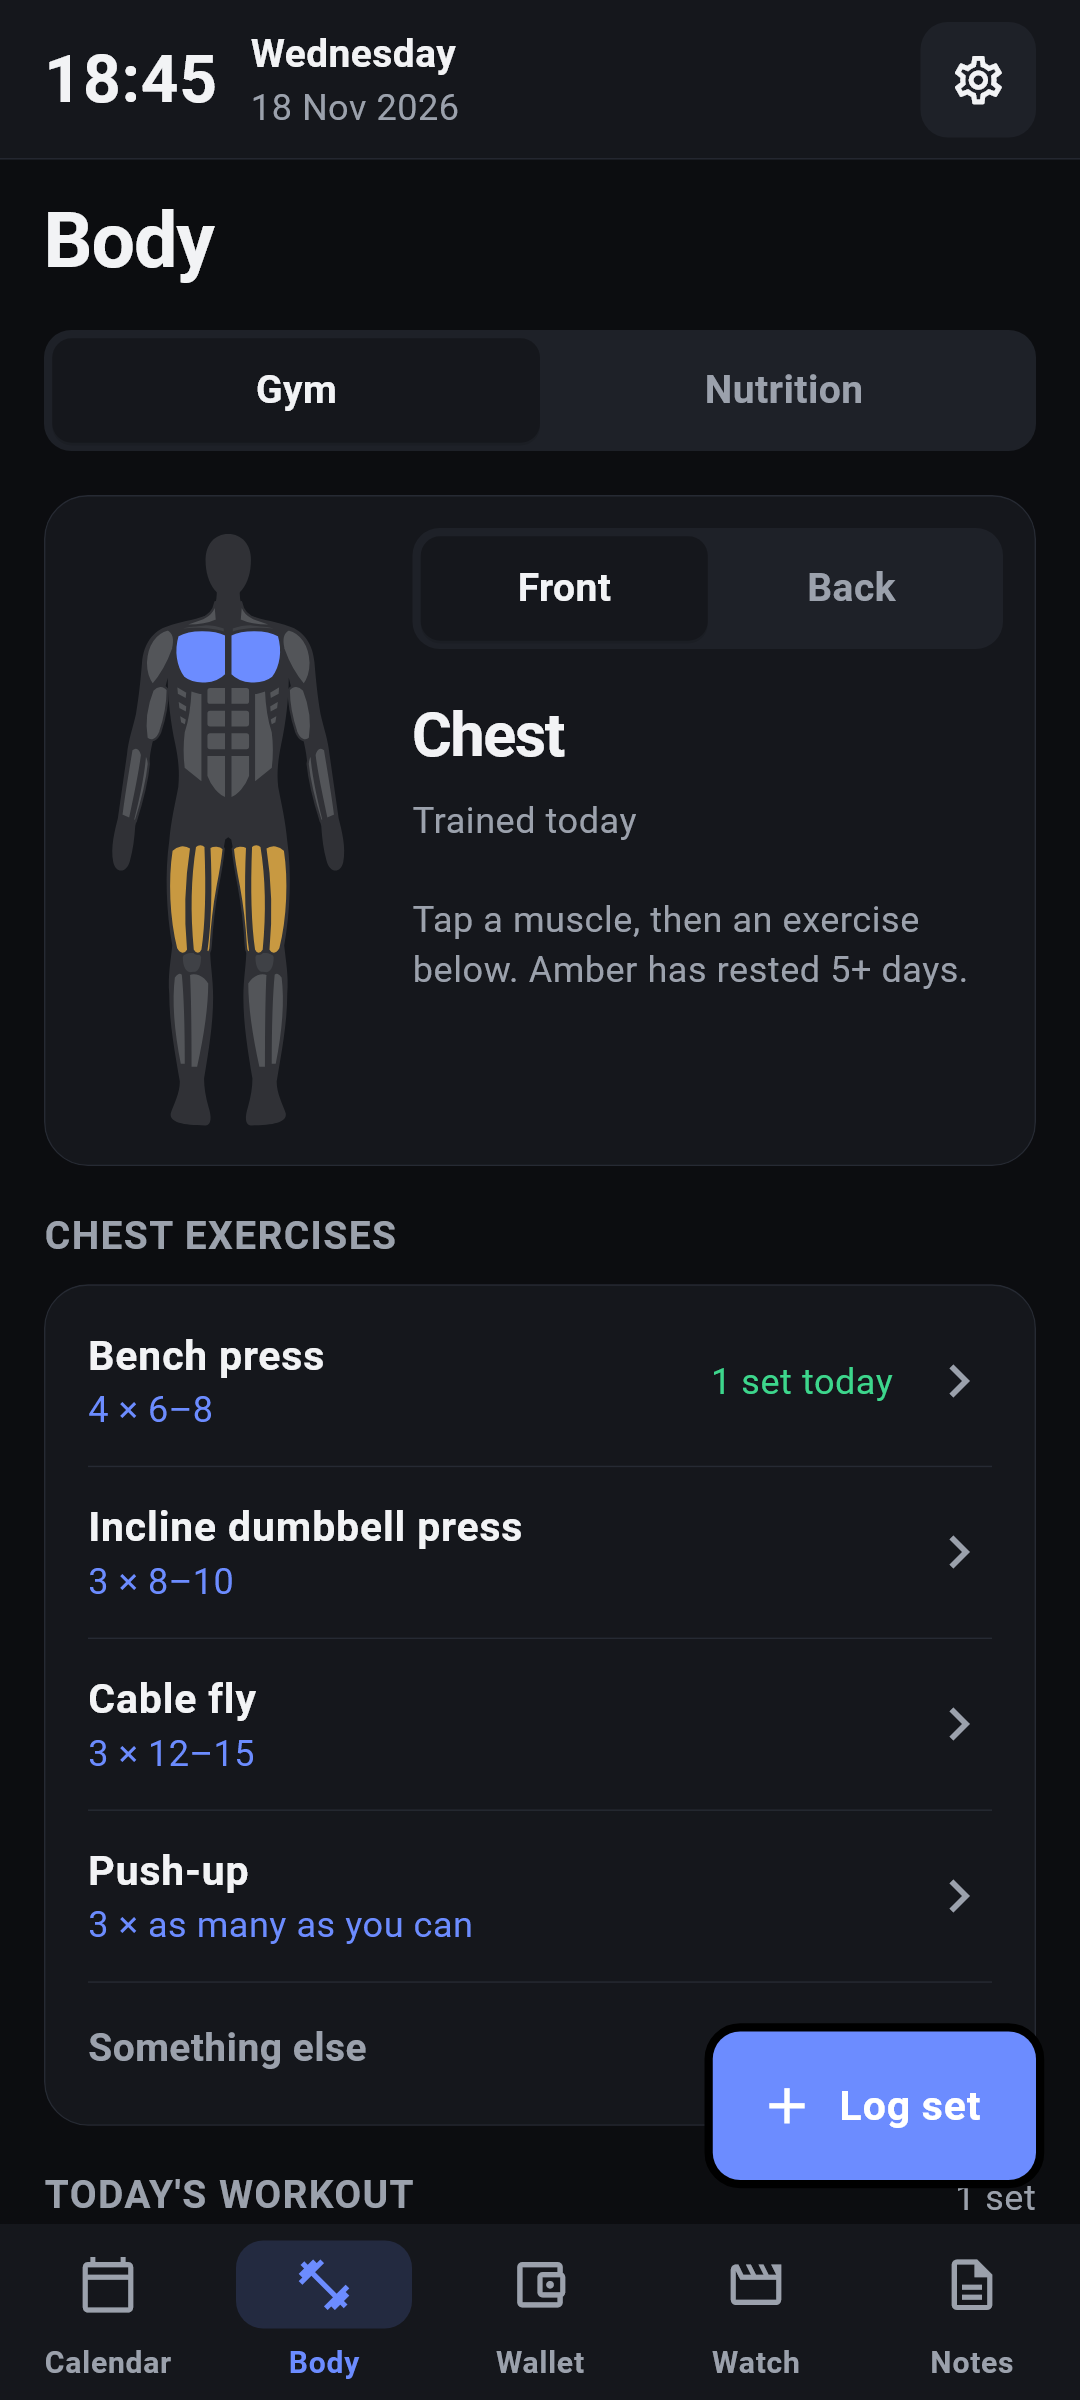 18:45
Wednesday
18 Nov 2026
Body
Gym
Nutrition
Front
Back
Chest
Trained today
Tap a muscle, then an exercise
below. Amber has rested 5+ days.
CHEST EXERCISES
Bench press
4 × 6–8
1 set today
Incline dumbbell press
3 × 8–10
Cable fly
3 × 12–15
Push-up
3 × as many as you can
Something else
Log set
TODAY'S WORKOUT
1 set
Calendar
Body
Wallet
Watch
Notes